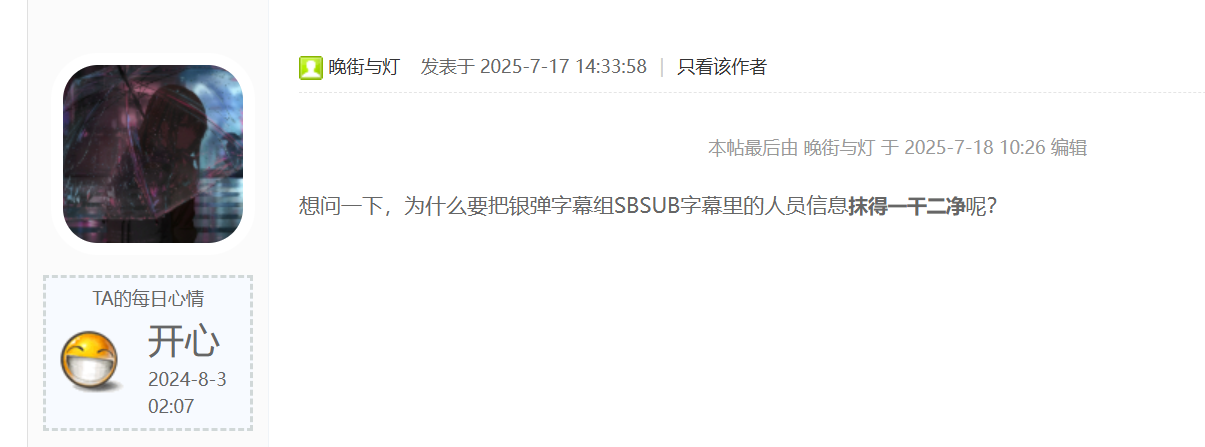 晚街与灯 发表于 2025-7-17 14:33:58 | 只看该作者
本帖最后由 晚街与灯 于 2025-7-18 10:26 编辑
想问一下，为什么要把银弹字幕组SBSUB字幕里的人员信息抹得一干二净呢？
TA的每日心情
开心
2024-8-3
02:07